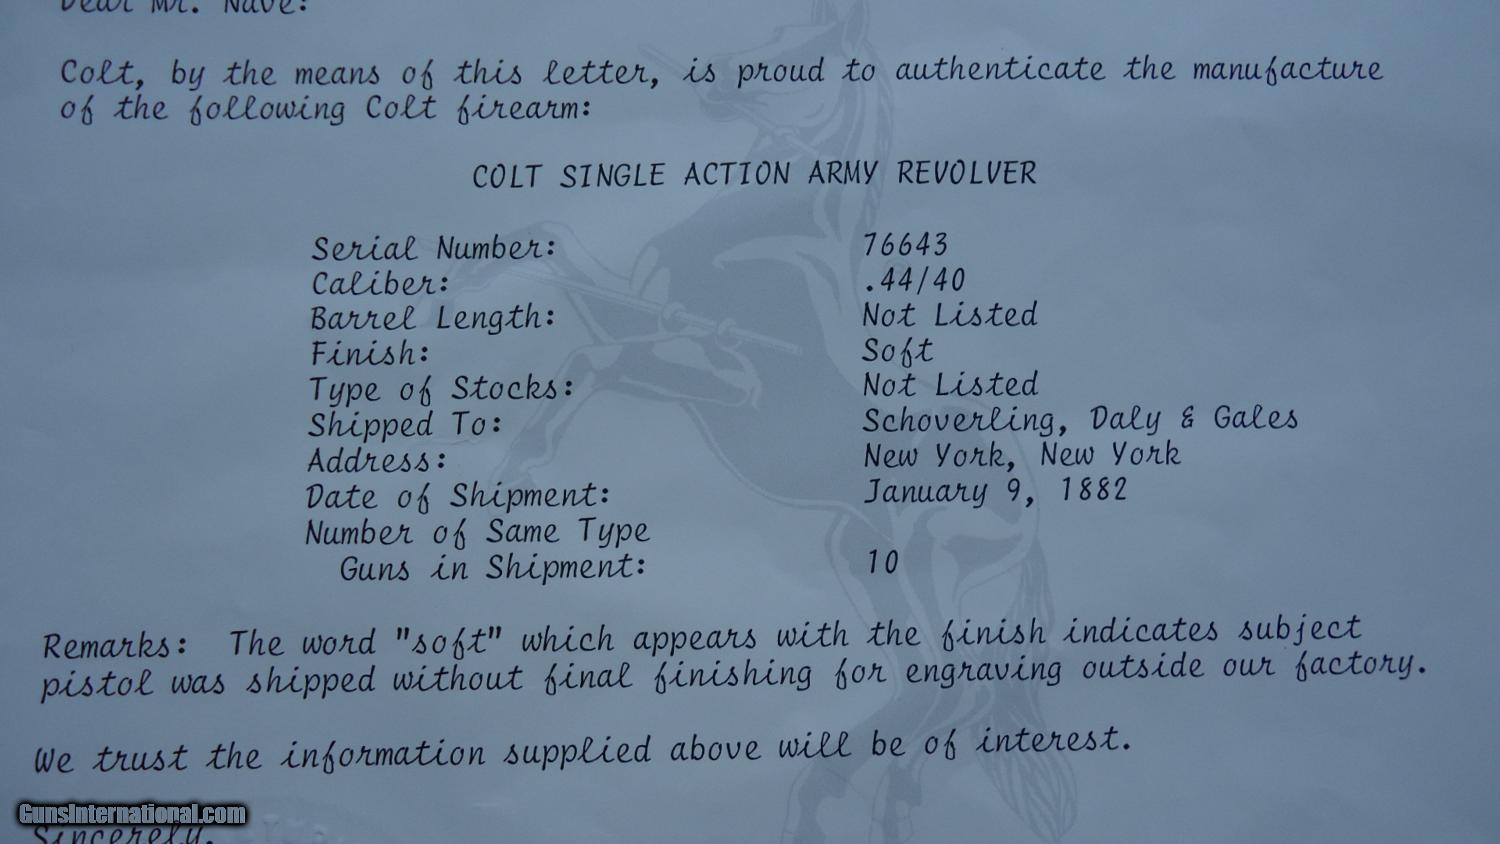 Dear Mr. Nave:
Colt, by the means of this letter, is proud to authenticate the manufacture
of the following Colt firearm:
COLT SINGLE ACTION ARMY REVOLVER
Serial Number: 76643
Caliber: .44/40
Barrel Length: Not Listed
Finish: Soft
Type of Stocks: Not Listed
Shipped To: Schoverling, Daly & Gales
Address: New York, New York
Date of Shipment: January 9, 1882
Number of Same Type
Guns in Shipment: 10
Remarks: The word "soft" which appears with the finish indicates subject
pistol was shipped without final finishing for engraving outside our factory.
We trust the information supplied above will be of interest.
GunsInternational.com
Sincerely,